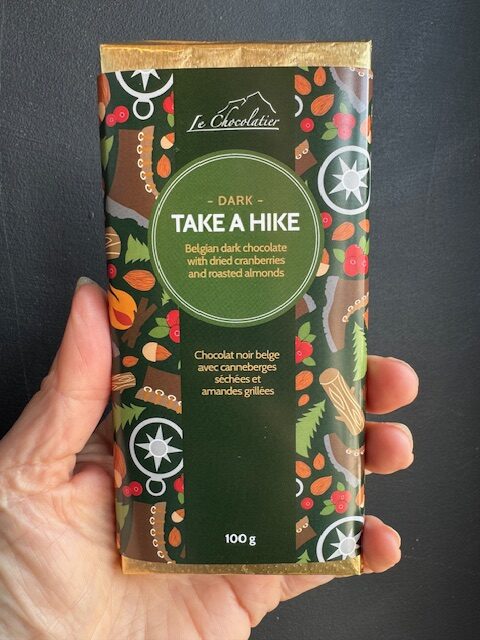 Le Chocolatier
- DARK -
TAKE A HIKE
Belgian dark chocolate
with dried cranberries
and roasted almonds
Chocolat noir belge
avec canneberges
séchées et
amandes grillées
100 g